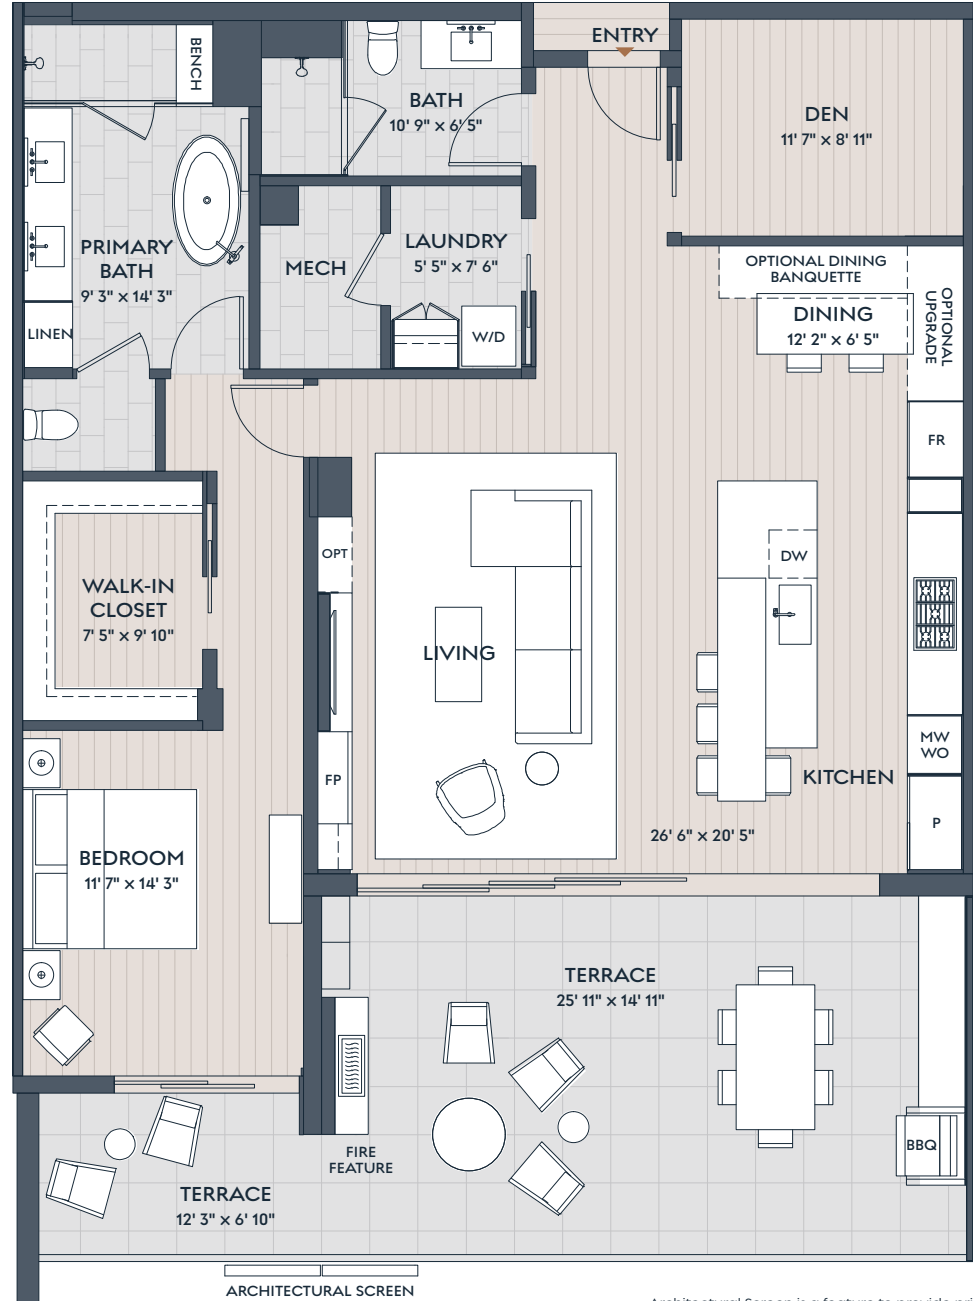 ENTRY
BENCH
BATH
10' 9" x 6' 5"
DEN
11' 7" x 8' 11"
PRIMARY
BATH
9' 3" x 14' 3"
MECH
LAUNDRY
5' 5" x 7' 6"
W/D
LINEN
OPTIONAL DINING
BANQUETTE
DINING
12' 2" x 6' 5"
OPTIONAL
UPGRADE
FR
OPT
DW
WALK-IN
CLOSET
7' 5" x 9' 10"
LIVING
MW
WO
FP
KITCHEN
26' 6" x 20' 5"
P
BEDROOM
11' 7" x 14' 3"
TERRACE
25' 11" x 14' 11"
FIRE
FEATURE
BBQ
TERRACE
12' 3" x 6' 10"
ARCHITECTURAL SCREEN